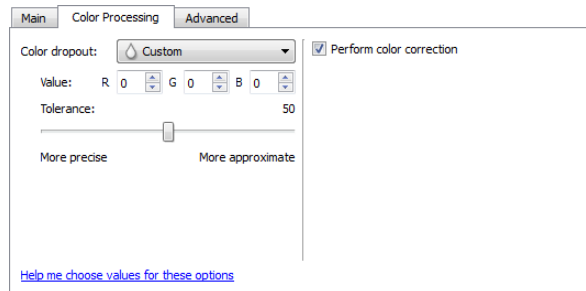 Main Color Processing Advanced
Color dropout: Custom
Perform color correction
Value: R 0 G 0 B 0
Tolerance: 50
More precise More approximate
Help me choose values for these options